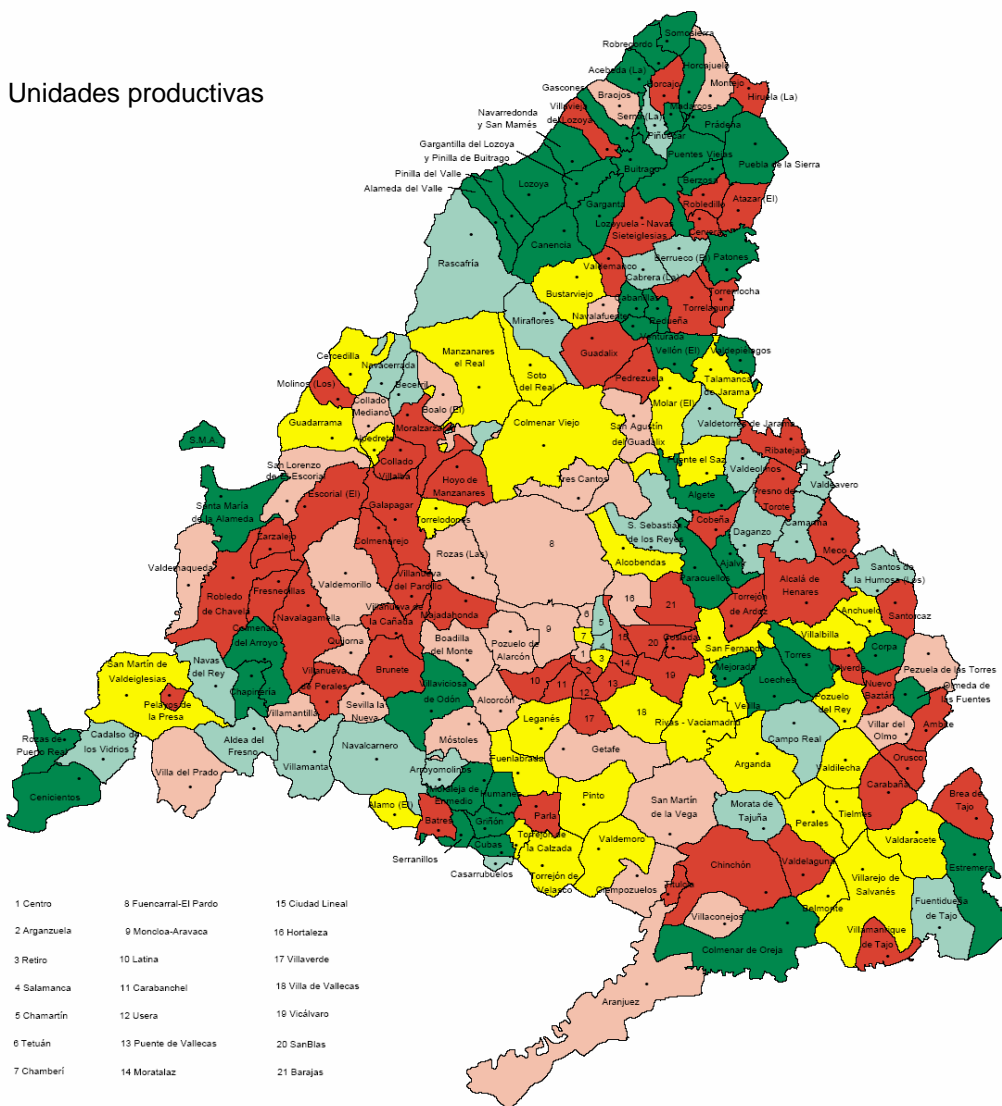 Unidades productivas
Somosierra
Robregordo
Horcajuela
Acebeda (La)
Montejo
Horcajo
Gascones
Braojos
Hiruela (La)
Madarcos
Villavieja
del Lozoya
Serna (La)
Piñuecar
Prádena
Navarredonda
y San Mamés
Gargantilla del Lozoya
y Pinilla de Buitrago
Puentes Viejas
Buitrago
Puebla de la Sierra
Pinilla del Valle
Alameda del Valle
Lozoya
Berzosa
Robledillo
Atazar (El)
Garganta
Lozoyuela - Navas
Sieteiglesias
Cervera
Canencia
Rascafría
Berrueco (El)
Patones
Valdemanco
Cabrera (La)
Bustarviejo
Torremocha
Cabanillas
Torrelaguna
Miraflores
Navalafuente
Redueña
Venturada
Cercedilla
Navacerrada
Manzanares
el Real
Guadalix
Vellón (El)
Valdepielagos
Soto
del Real
Pedrezuela
Talamanca
de Jarama
Molinos (Los)
Becerril
Collado
Mediano
Boalo (El)
Molar (El)
Guadarrama
Moralzarzal
Colmenar Viejo
San Agustín
del Guadalix
Valdetorres de Jarama
S.M.A.
Alpedrete
Ribatejada
San Lorenzo
de El Escorial
Collado
Villalba
Fuente el Saz
Valdeolmos
Valdeavero
Hoyo de
Manzanares
Tres Cantos
Escorial (El)
Fresno de
Torote
Santa María
de la Alameda
Galapagar
Algete
Torrelodones
Cobeña
Camarma
S. Sebastián
de los Reyes
Daganzo
Zarzalejo
Colmenarejo
8
Meco
Rozas (Las)
Alcobendas
Valdemaqueda
Ajalvir
Santos de
la Humosa (Los)
Valdemorillo
Villanueva
del Pardillo
Paracuellos
Alcalá de
Henares
Robledo
de Chavela
Fresnedillas
16
21
Torrejón
de Ardoz
Anchuelo
Santorcaz
Navalagamella
Villanueva de
la Cañada
Majadahonda
6
5
Colmenar
del Arroyo
Quijorna
Boadilla
del Monte
Pozuelo de
Alarcón
9
7
15
20
Coslada
San Fernando
Villalbilla
Corpa
1
4
3
San Martín de
Valdeiglesias
Navas
del Rey
Brunete
2
14
19
Mejorada
Torres
Valverde
Pezuela de las Torres
Villanueva
de Perales
Villaviciosa
de Odón
10
11
13
Loeches
Nuevo
Baztán
Olmeda de
las Fuentes
Chapinería
12
Pelayos de
la Presa
Sevilla la
Nueva
Alcorcón
17
18
Velilla
Pozuelo
del Rey
Villamantilla
Leganés
Rivas - Vaciamadrid
Villar del
Olmo
Ambite
Rozas de
Puerto Real
Cadalso de
los Vidrios
Aldea del
Fresno
Navalcarnero
Móstoles
Getafe
Campo Real
Villamanta
Fuenlabrada
Arganda
Valdilecha
Orusco
Villa del Prado
Arroyomolinos
Carabaña
Cenicientos
Moraleja de
Enmedio
Humanes
Pinto
San Martín
de la Vega
Morata de
Tajuña
Brea de
Tajo
Alamo (El)
Batres
Griñón
Parla
Perales
Tielmes
Cubas
Torrejón de
la Calzada
Valdemoro
Valdaracete
Serranillos
Chinchón
Valdelaguna
Estremera
Casarrubuelos
Torrejón de
Velasco
Ciempozuelos
Titulcia
Villarejo de
Salvanés
Fuentidueña
de Tajo
Villaconejos
Belmonte
Villamanrique
de Tajo
Colmenar de Oreja
Aranjuez
1 Centro
8 Fuencarral-El Pardo
15 Ciudad Lineal
2 Arganzuela
9 Moncloa-Aravaca
16 Hortaleza
3 Retiro
10 Latina
17 Villaverde
4 Salamanca
11 Carabanchel
18 Villa de Vallecas
5 Chamartín
12 Usera
19 Vicálvaro
6 Tetuán
13 Puente de Vallecas
20 SanBlas
7 Chamberí
14 Moratalaz
21 Barajas